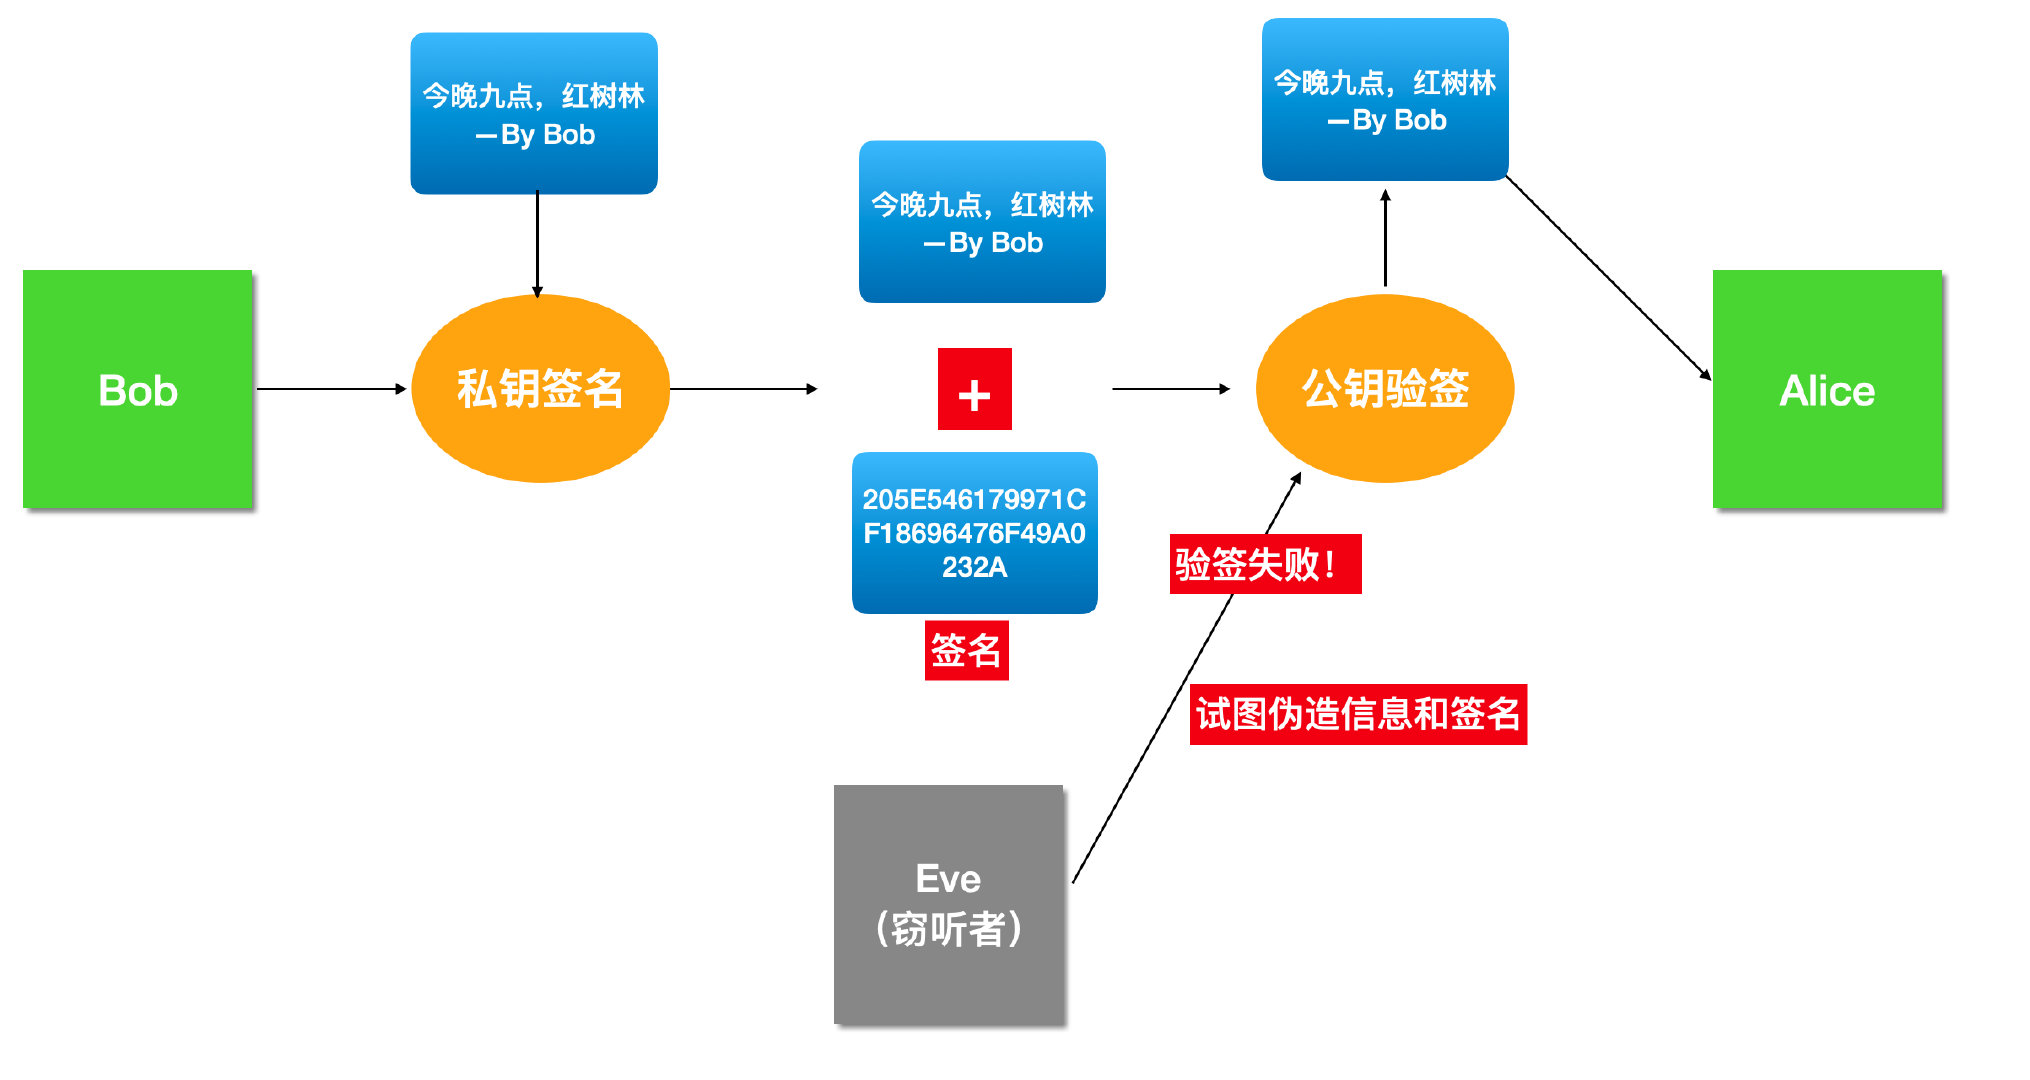 今晚九点，红树林
—By Bob
今晚九点，红树林
—By Bob
今晚九点，红树林
—By Bob
Bob
私钥签名
+
公钥验签
Alice
205E546179971C
F18696476F49A0
232A
签名
验签失败！
试图伪造信息和签名
Eve
（窃听者）